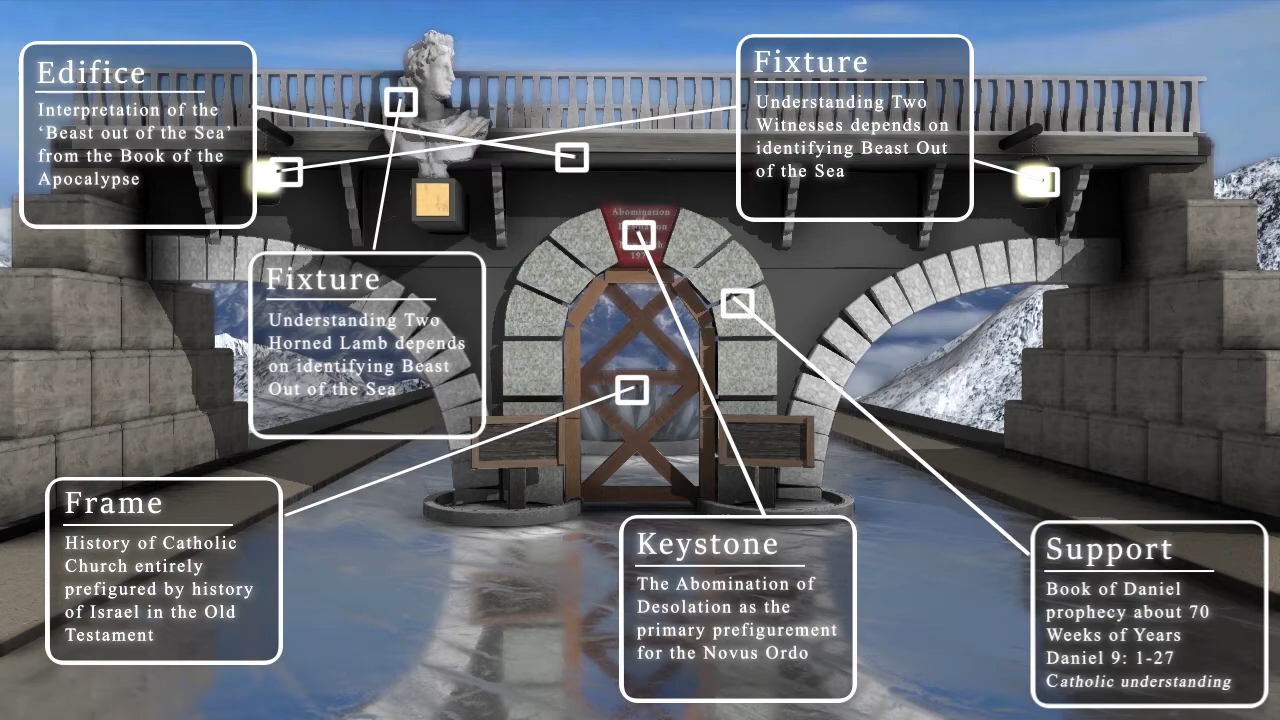 Edifice
Interpretation of the
‘Beast out of the Sea’
from the Book of the
Apocalypse
Fixture
Understanding Two
Witnesses depends on
identifying Beast Out
of the Sea
Abomination
Fixture
Understanding Two
Horned Lamb depends
on identifying Beast
Out of the Sea
Frame
History of Catholic
Church entirely
prefigured by history
of Israel in the Old
Testament
Keystone
The Abomination of
Desolation as the
primary prefigurement
for the Novus Ordo
Support
Book of Daniel
prophecy about 70
Weeks of Years
Daniel 9: 1-27
Catholic understanding